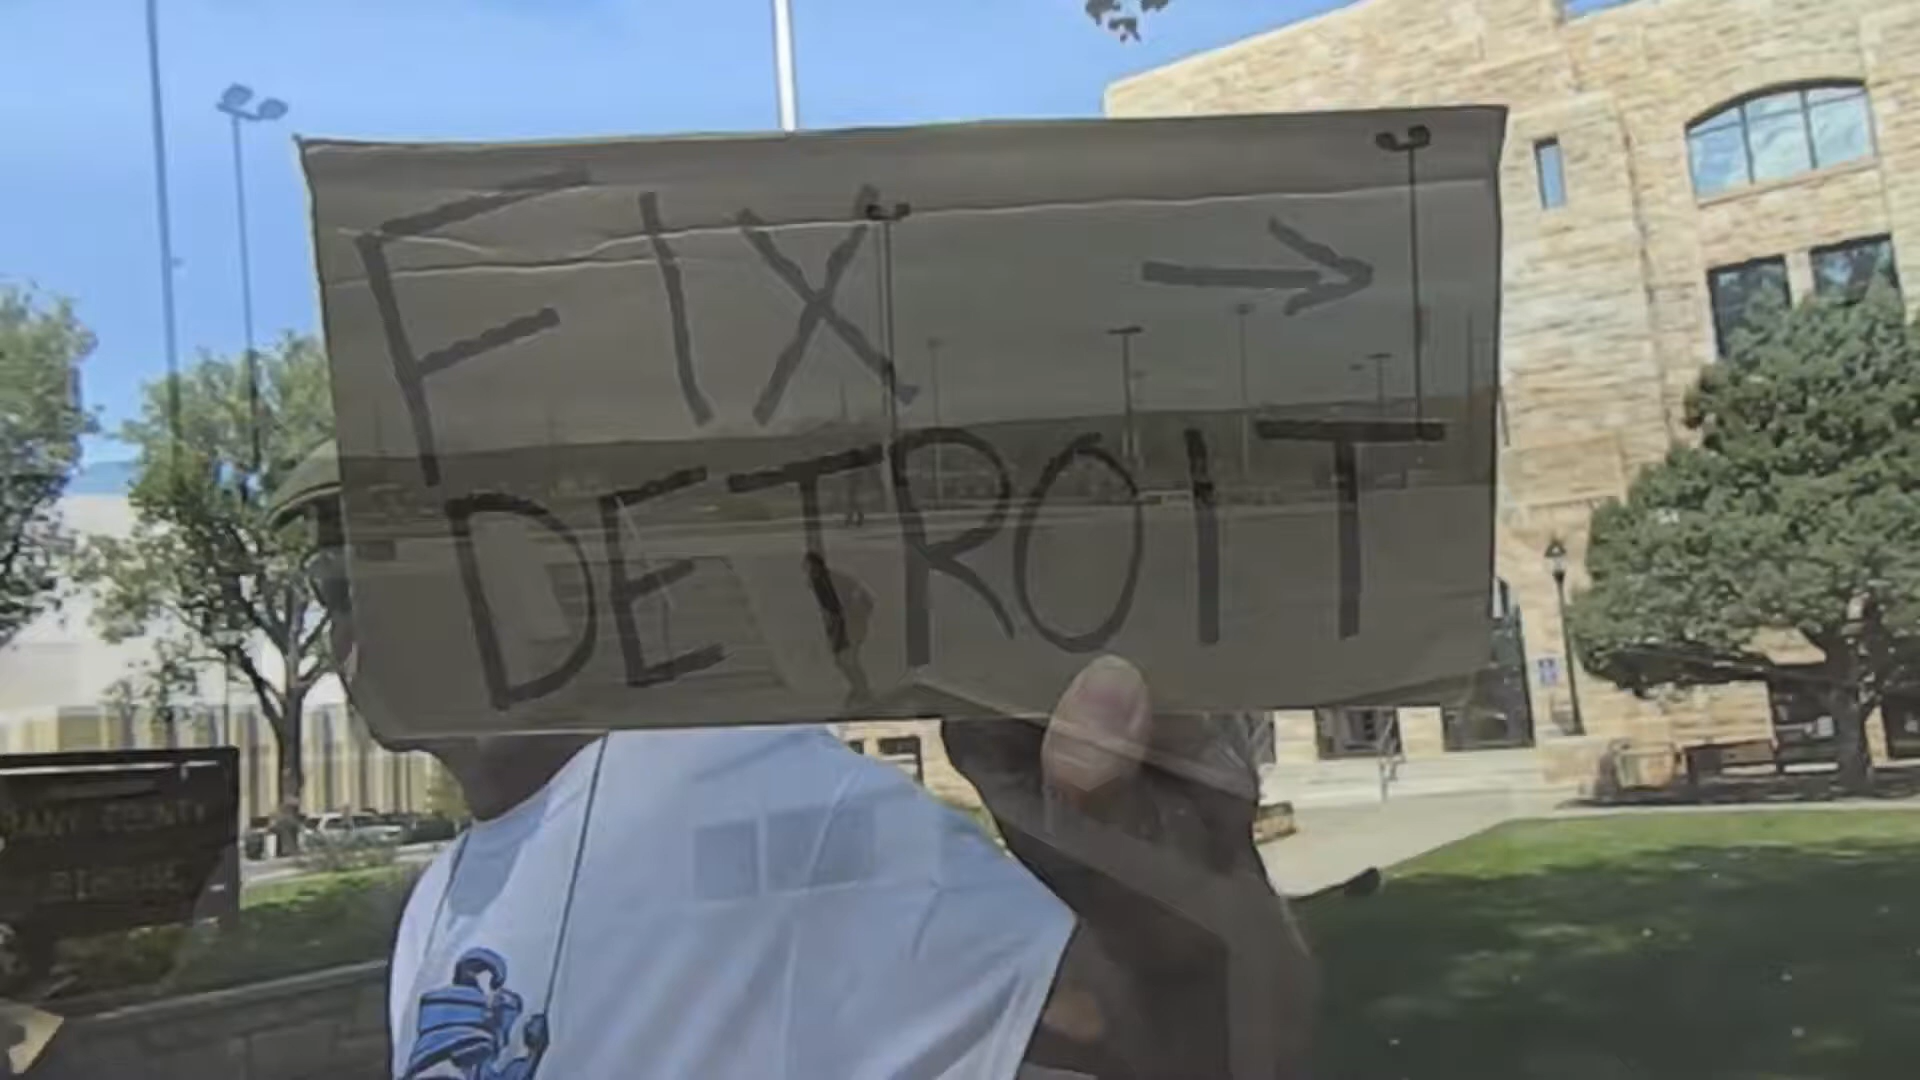 FIX →
DETROIT